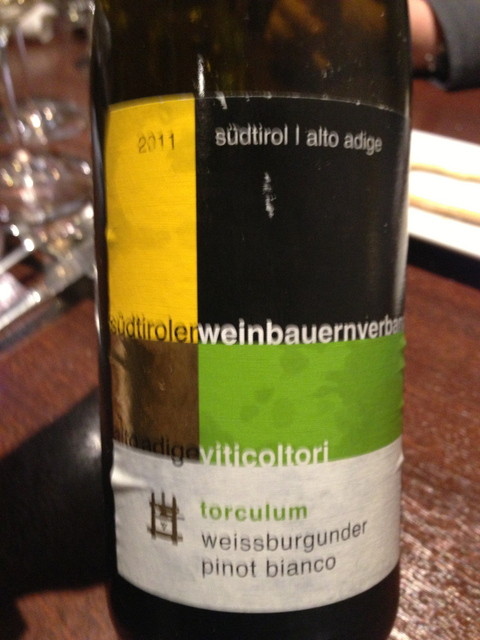 2011
südtirol | alto adige
südtirolerweinbauernverban
altoadigeviticoltori
torculum
weissburgunder
pinot bianco